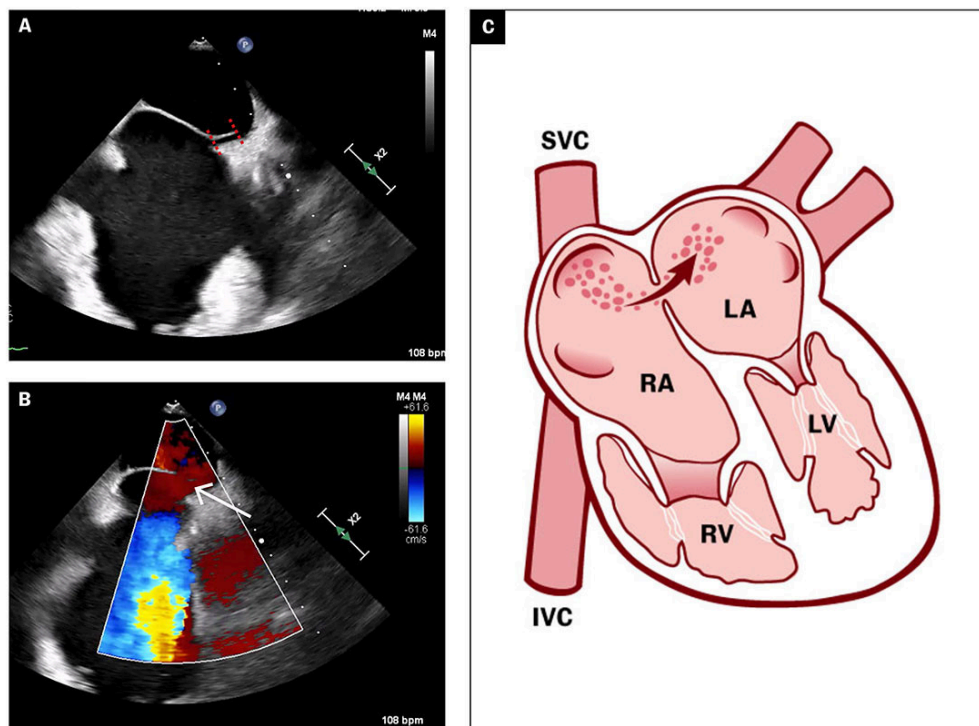 A
P
M4
X2
108 bpm
B
P
M4 M4
+61.6
-61.6
cm/s
X2
108 bpm
C
SVC
LA
RA
LV
RV
IVC